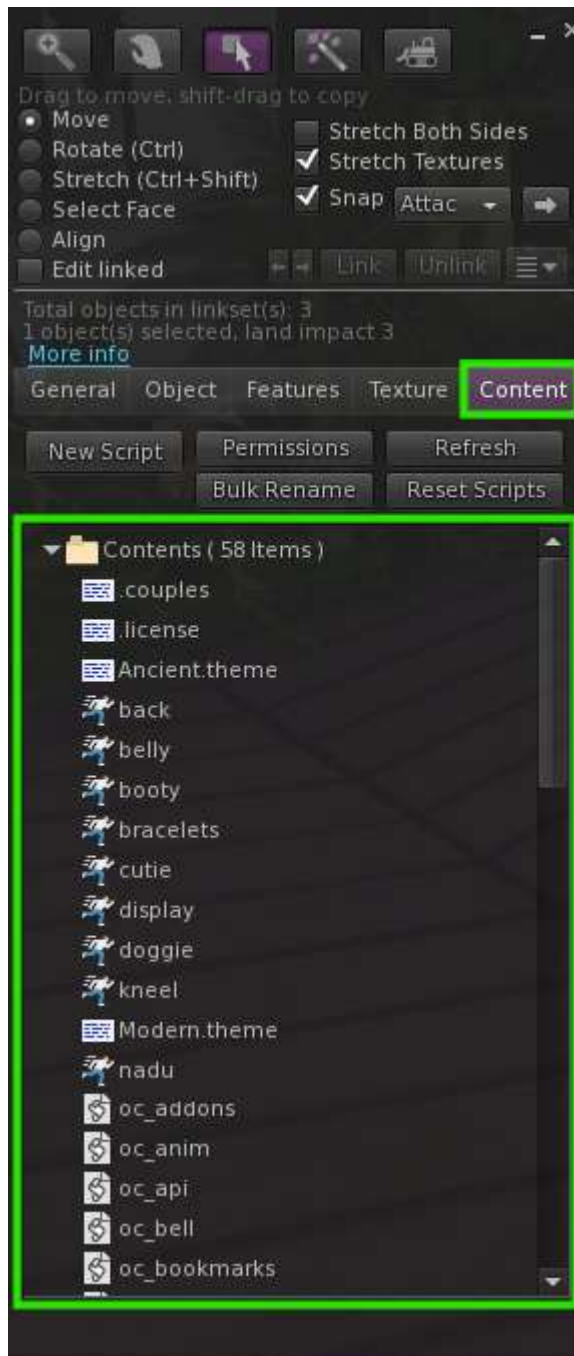 Drag to move, shift-drag to copy
Move
Rotate (Ctrl)
Stretch (Ctrl+Shift)
Select Face
Align
Edit linked
Stretch Both Sides
Stretch Textures
Snap Attac
Link Unlink
Total objects in linkset(s): 3
1 object(s) selected, land impact 3
More info
General Object Features Texture Content
New Script Permissions Refresh
Bulk Rename Reset Scripts
Contents ( 58 Items )
.couples
.license
Ancient.theme
back
belly
booty
bracelets
cutie
display
doggie
kneel
Modern.theme
nadu
oc_addons
oc_anim
oc_api
oc_bell
oc_bookmarks